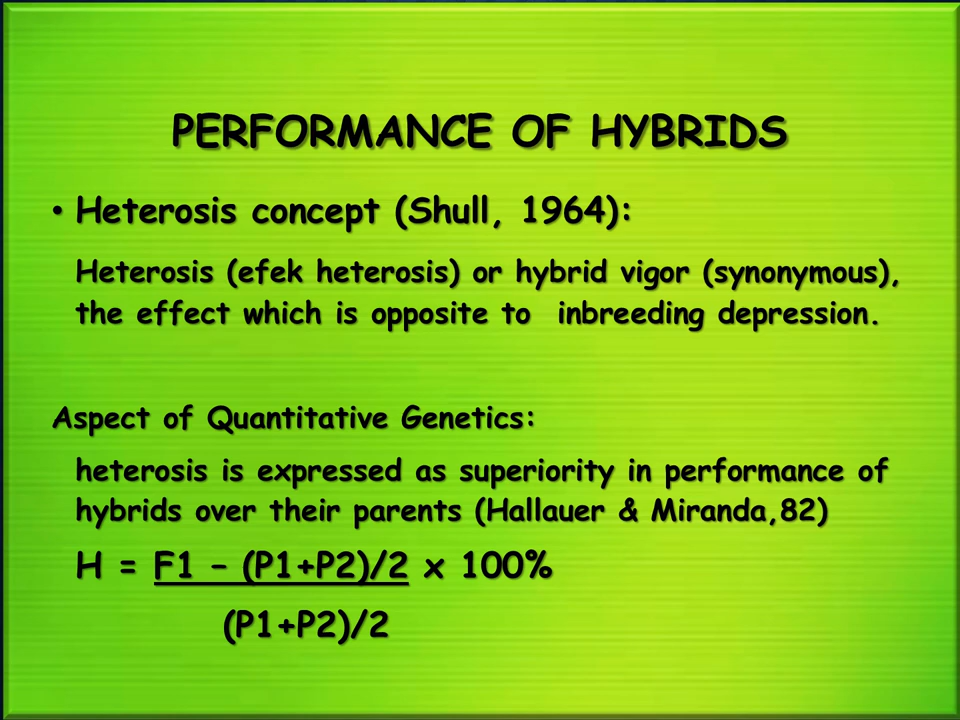 PERFORMANCE OF HYBRIDS
• Heterosis concept (Shull, 1964):
Heterosis (efek heterosis) or hybrid vigor (synonymous),
the effect which is opposite to inbreeding depression.
Aspect of Quantitative Genetics:
heterosis is expressed as superiority in performance of
hybrids over their parents (Hallauer & Miranda,82)
H = F1 – (P1+P2)/2 x 100%
(P1+P2)/2